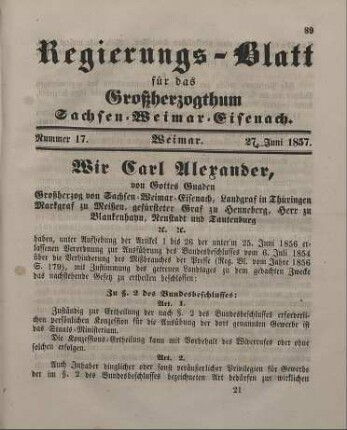 89
Regierungs-Blatt
für das
Großherzogthum
Sachsen-Weimar-Eisenach.
Nummer 17. Weimar. 27. Juni 1857.
Wir Carl Alexander,
von Gottes Gnaden
Großherzog von Sachsen-Weimar-Eisenach, Landgraf in Thüringen
Markgraf zu Meißen, gefürsteter Graf zu Henneberg, Herr zu
Blankenhayn, Neustadt und Tautenburg
ꝛc. ꝛc.
haben, unter Aufhebung der Artikel 1 bis 26 der unterm 25. Juni 1856 er-
lassenen Verordnung zur Ausführung des Bundesbeschlusses vom 6. Juli 1854
über die Verhinderung des Mißbrauchs der Presse (Reg. Bl. vom Jahre 1856
S. 179), mit Zustimmung des getreuen Landtages zu dem gedachten Zwecke
das nachstehende Gesetz zu ertheilen beschlossen:
Zu §. 2 des Bundesbeschlusses:
Art. 1.
Zuständig zur Ertheilung der nach §. 2 des Bundesbeschlusses erforder-
lichen persönlichen Konzession für die Ausübung der dort genannten Gewerbe ist
das Staats-Ministerium.
Die Konzessions-Ertheilung kann mit Vorbehalt des Widerrufes oder ohne
solchen erfolgen.
Art. 2.
Auch Inhaber dinglicher oder sonst veräußerlicher Privilegien für Gewerbe
der im §. 2 des Bundesbeschlusses bezeichneten Art bedürfen zur wirklichen
21